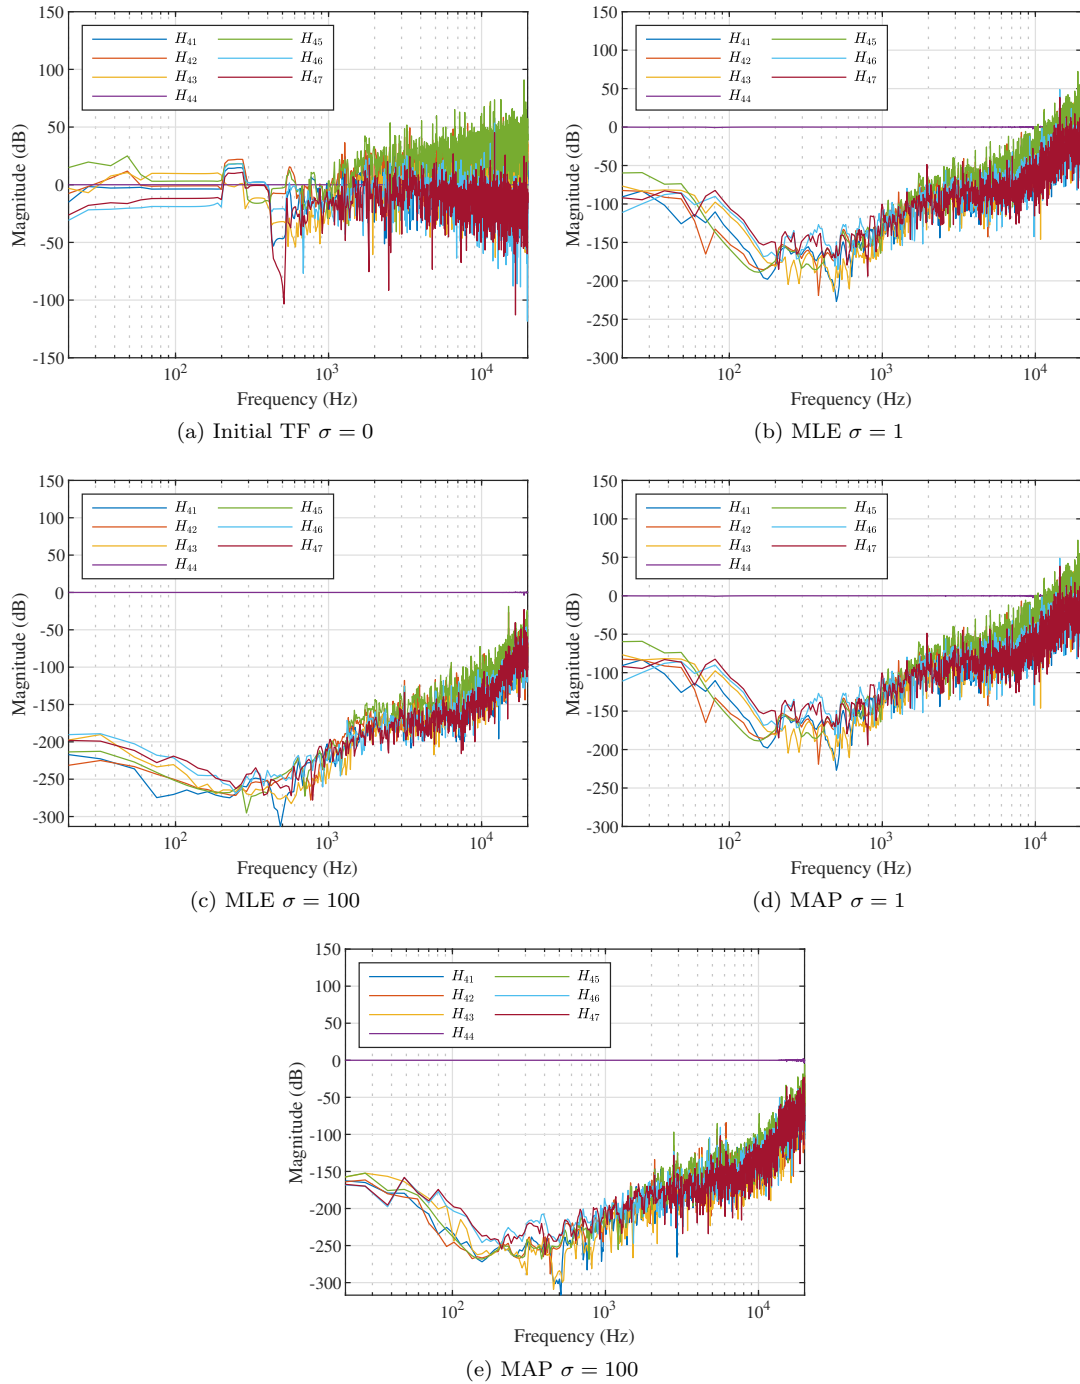 150
100
50
0
-50
-100
-150
Magnitude (dB)
H41 H45
H42 H46
H43 H47
H44
10^2 10^3 10^4
Frequency (Hz)
(a) Initial TF σ = 0
150
100
50
0
-50
-100
-150
-200
-250
-300
Magnitude (dB)
H41 H45
H42 H46
H43 H47
H44
10^2 10^3 10^4
Frequency (Hz)
(b) MLE σ = 1
150
100
50
0
-50
-100
-150
-200
-250
-300
Magnitude (dB)
H41 H45
H42 H46
H43 H47
H44
10^2 10^3 10^4
Frequency (Hz)
(c) MLE σ = 100
150
100
50
0
-50
-100
-150
-200
-250
-300
Magnitude (dB)
H41 H45
H42 H46
H43 H47
H44
10^2 10^3 10^4
Frequency (Hz)
(d) MAP σ = 1
150
100
50
0
-50
-100
-150
-200
-250
-300
Magnitude (dB)
H41 H45
H42 H46
H43 H47
H44
10^2 10^3 10^4
Frequency (Hz)
(e) MAP σ = 100